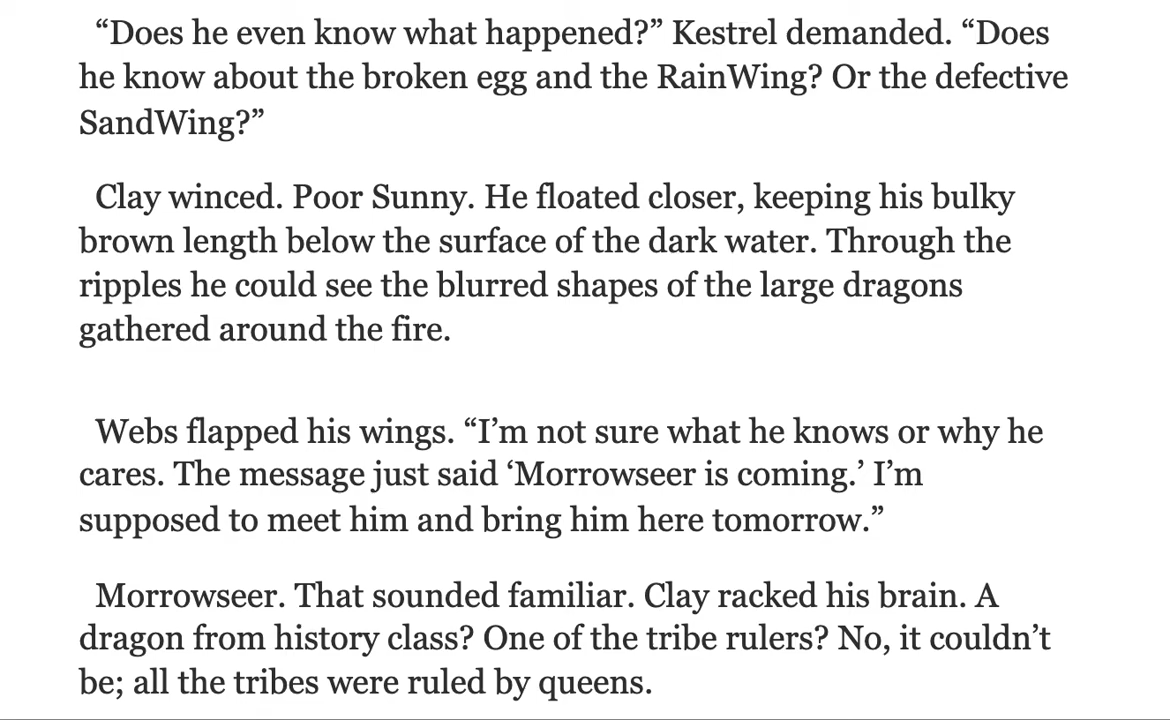 “Does he even know what happened?” Kestrel demanded. “Does
he know about the broken egg and the RainWing? Or the defective
SandWing?”
Clay winced. Poor Sunny. He floated closer, keeping his bulky
brown length below the surface of the dark water. Through the
ripples he could see the blurred shapes of the large dragons
gathered around the fire.
Webs flapped his wings. “I’m not sure what he knows or why he
cares. The message just said ‘Morrowseer is coming.’ I’m
supposed to meet him and bring him here tomorrow.”
Morrowseer. That sounded familiar. Clay racked his brain. A
dragon from history class? One of the tribe rulers? No, it couldn’t
be; all the tribes were ruled by queens.